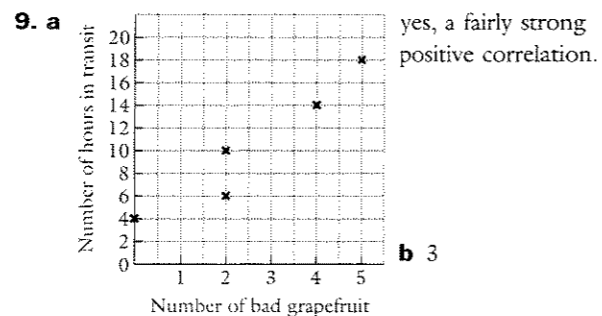 9. a
yes, a fairly strong
positive correlation.
Number of hours in transit
20
18
16
14
12
10
8
6
4
2
0
1 2 3 4 5
Number of bad grapefruit
b 3